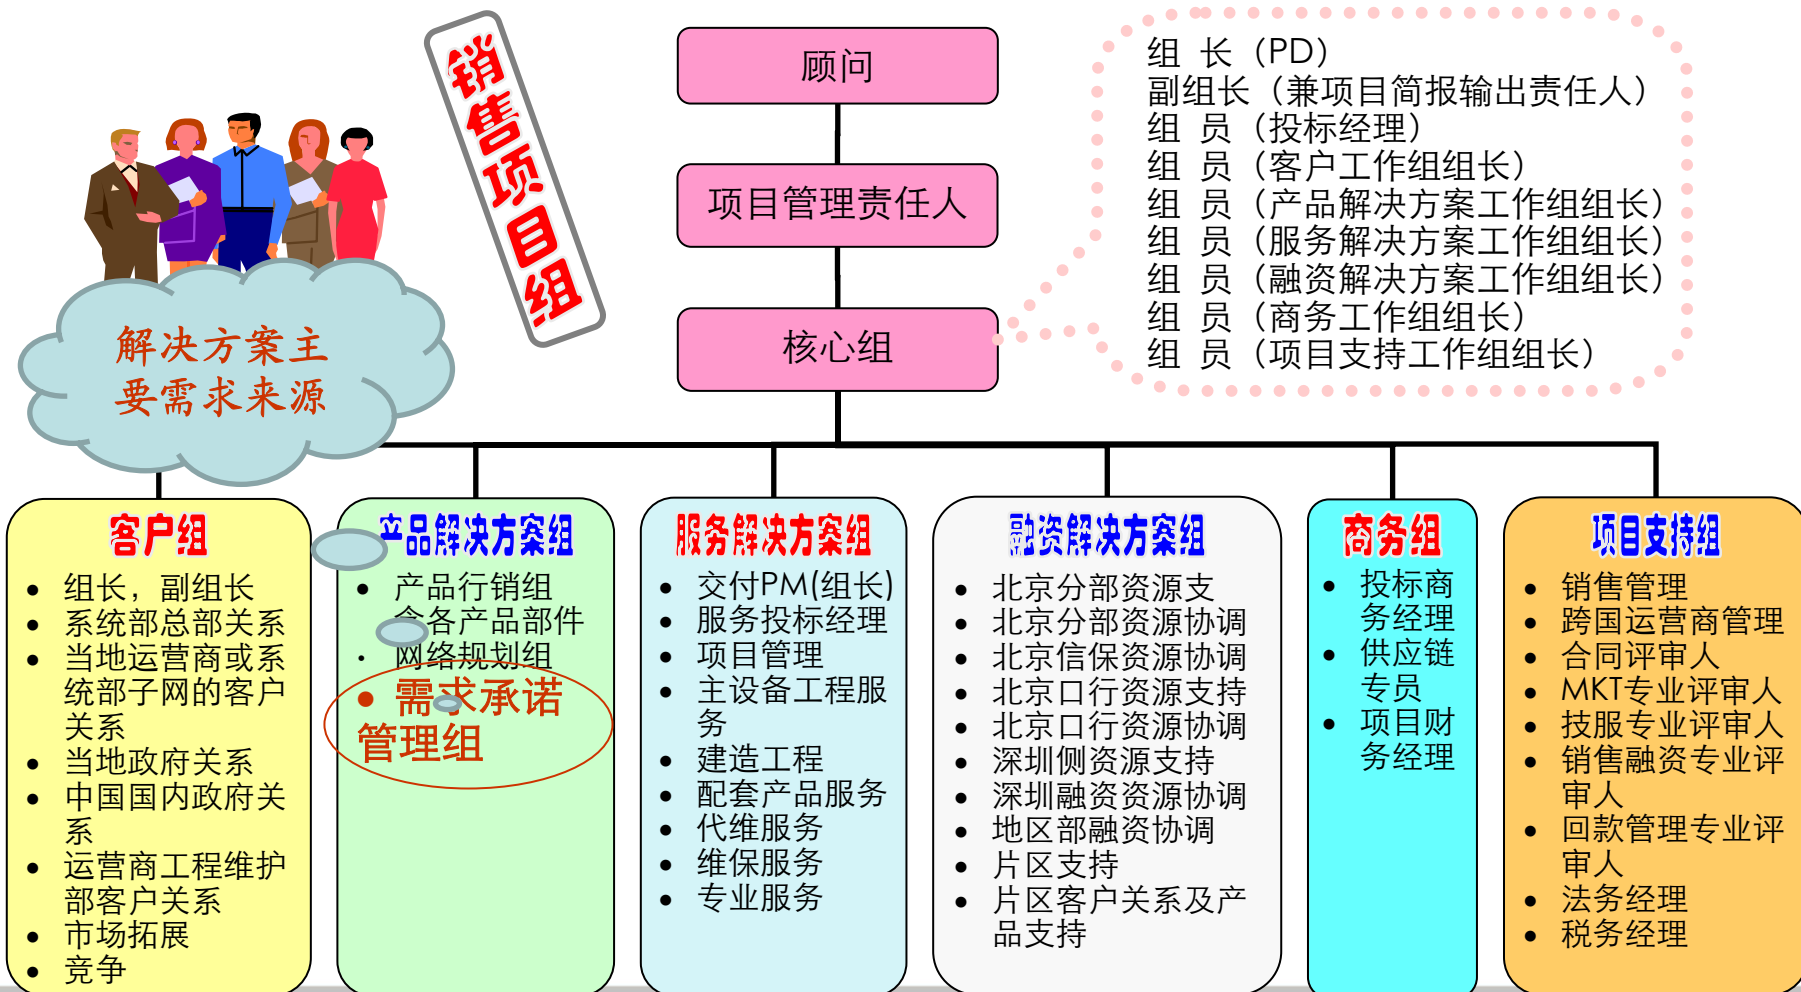 销售项目组
顾问
项目管理责任人
核心组
组 长（PD）
副组长（兼项目简报输出责任人）
组 员（投标经理）
组 员（客户工作组组长）
组 员（产品解决方案工作组组长）
组 员（服务解决方案工作组组长）
组 员（融资解决方案工作组组长）
组 员（商务工作组组长）
组 员（项目支持工作组组长）
解决方案主
要需求来源
客户组
• 组长，副组长
• 系统部总部关系
• 当地运营商或系
统部子网的客户
关系
• 当地政府关系
• 中国国内政府关
系
• 运营商工程维护
部客户关系
• 市场拓展
• 竞争
产品解决方案组
• 产品行销组
含各产品部件
• 网络规划组
• 需求承诺
管理组
服务解决方案组
• 交付PM(组长)
• 服务投标经理
• 项目管理
• 主设备工程服
务
• 建造工程
• 配套产品服务
• 代维服务
• 维保服务
• 专业服务
融资解决方案组
• 北京分部资源支
• 北京分部资源协调
• 北京信保资源协调
• 北京口行资源支持
• 北京口行资源协调
• 深圳侧资源支持
• 深圳融资资源协调
• 地区部融资协调
• 片区支持
• 片区客户关系及产
品支持
商务组
• 投标商
务经理
• 供应链
专员
• 项目财
务经理
项目支持组
• 销售管理
• 跨国运营商管理
• 合同评审人
• MKT专业评审人
• 技服专业评审人
• 销售融资专业评
审人
• 回款管理专业评
审人
• 法务经理
• 税务经理